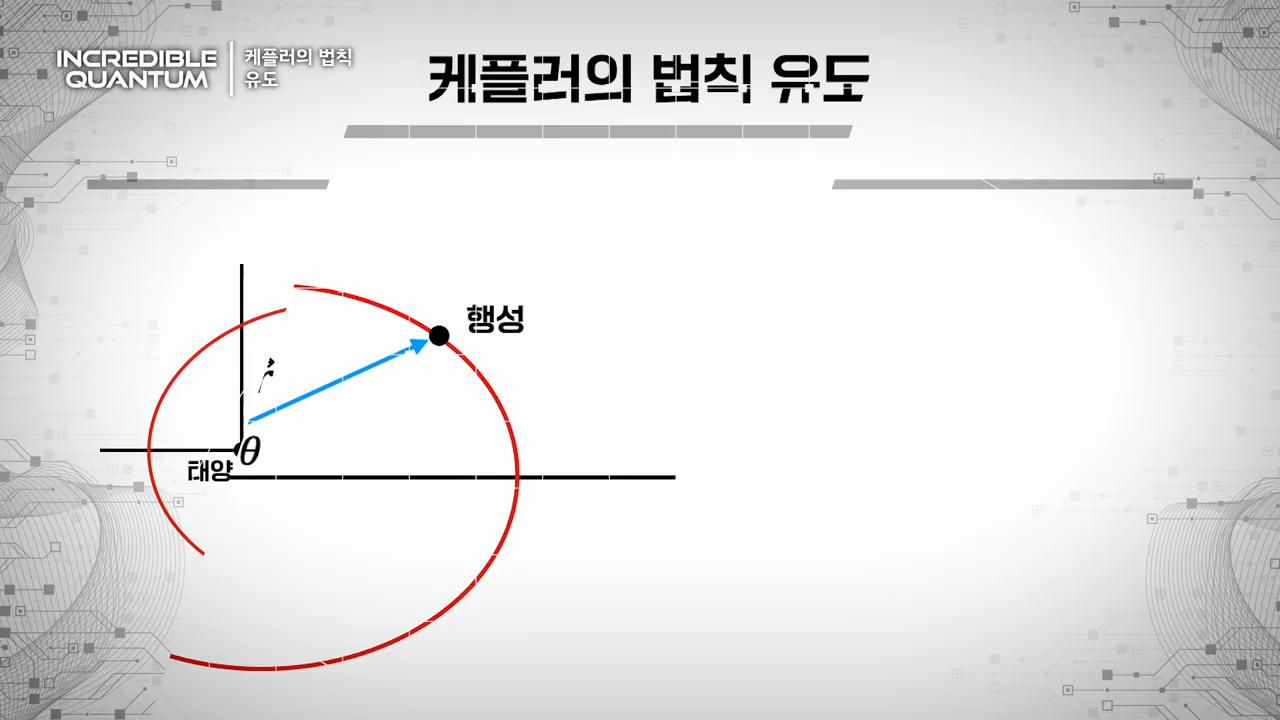 INCREDIBLE
QUANTUM
케플러의 법칙
유도
케플러의 법칙 유도
행성
r
θ
태양